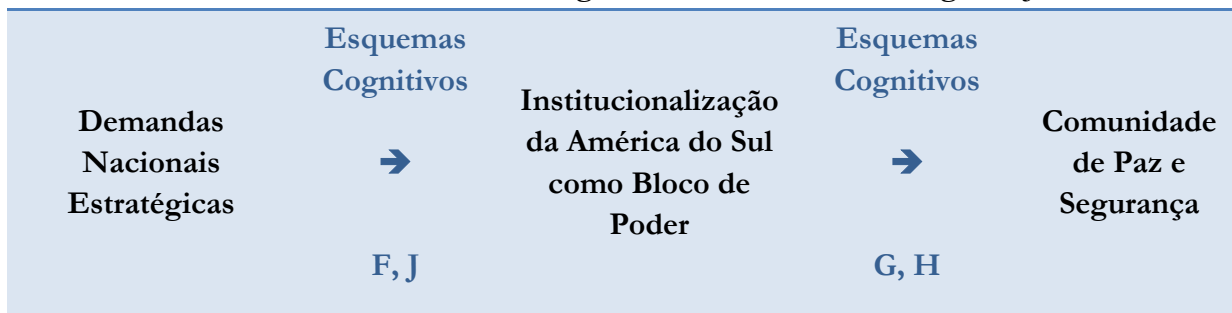 Demandas
Nacionais
Estratégicas
Esquemas
Cognitivos
➔
F, J
Institucionalização
da América do Sul
como Bloco de
Poder
Esquemas
Cognitivos
➔
G, H
Comunidade
de Paz e
Segurança